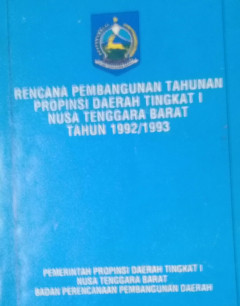 RENCANA PEMBANGUNAN TAHUNAN
PROPINSI DAERAH TINGKAT I
NUSA TENGGARA BARAT
TAHUN 1992/1993
PEMERINTAH PROPINSI DAERAH TINGKAT I
NUSA TENGGARA BARAT
BADAN PERENCANAAN PEMBANGUNAN DAERAH